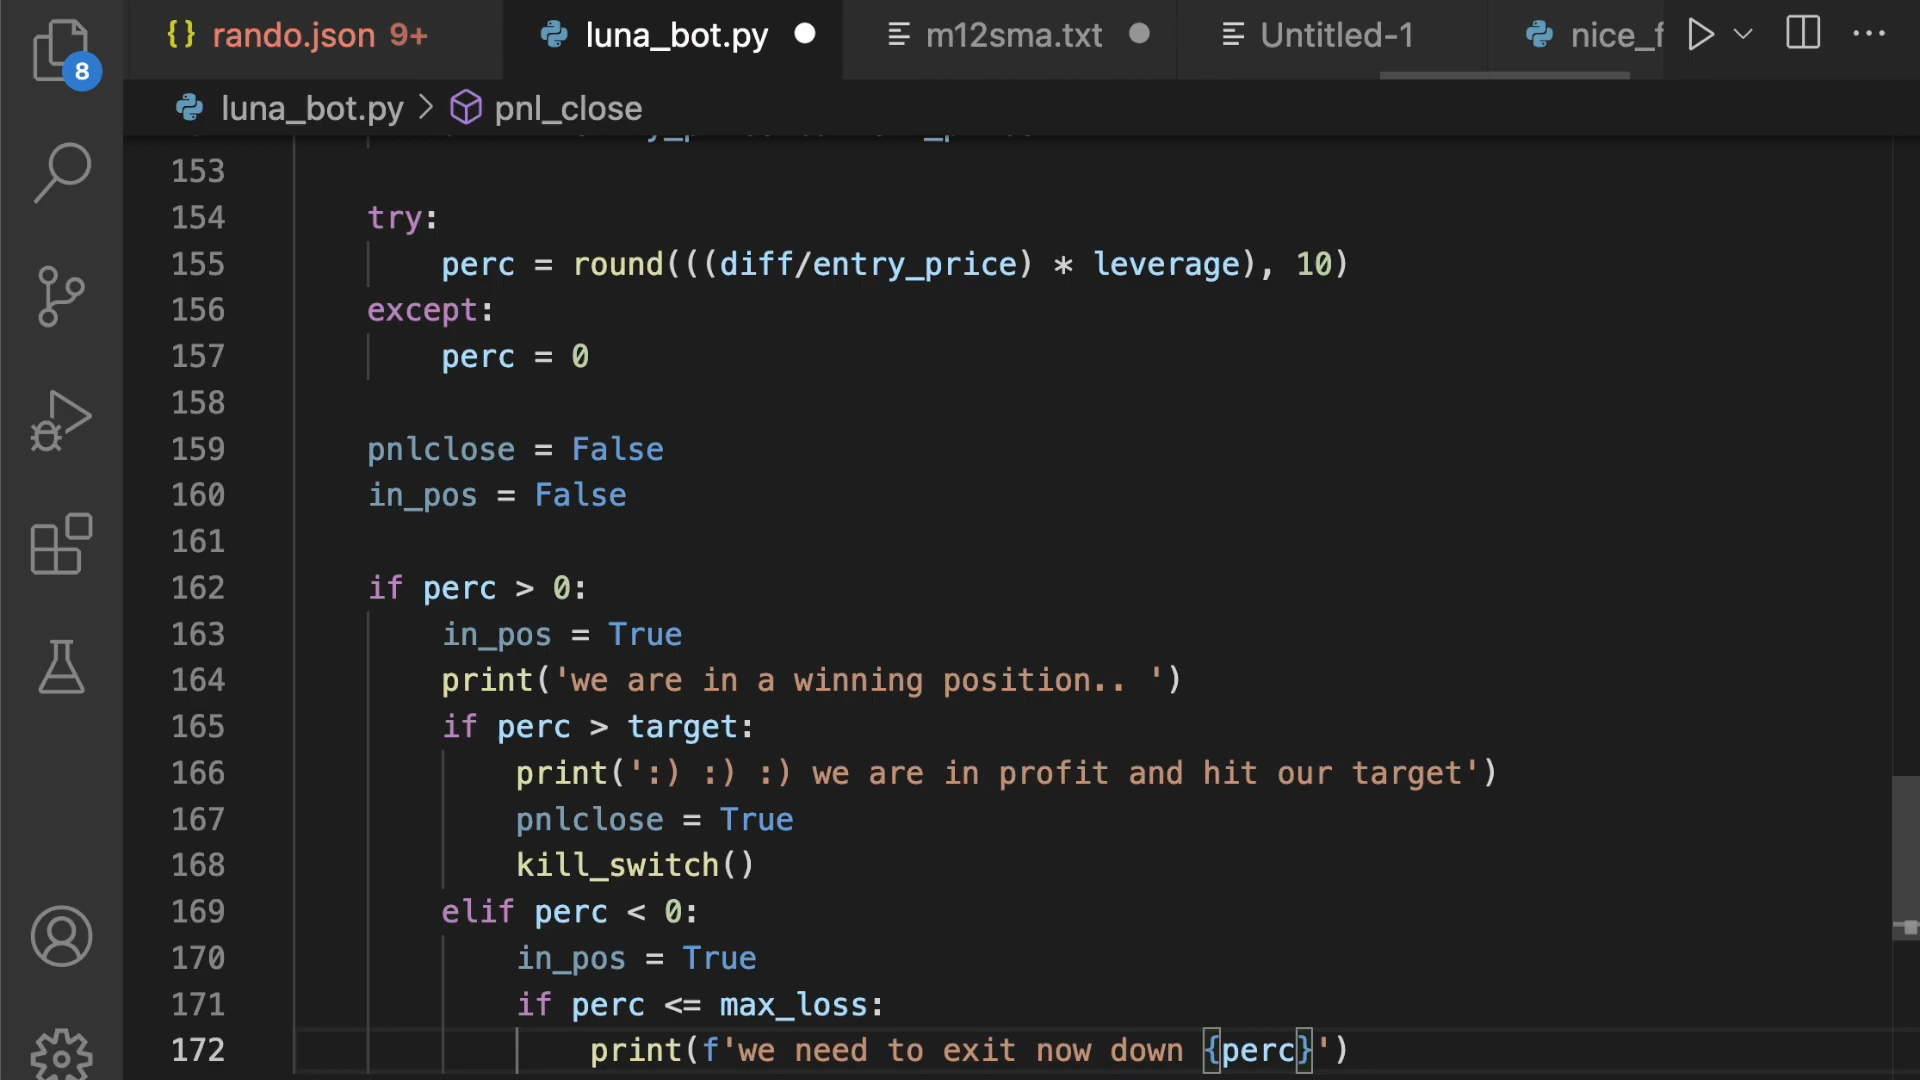 {} rando.json 9+ luna_bot.py m12sma.txt Untitled-1 nice_f
8
luna_bot.py > pnl_close
153
154 try:
155 perc = round(((diff/entry_price) * leverage), 10)
156 except:
157 perc = 0
158
159 pnlclose = False
160 in_pos = False
161
162 if perc > 0:
163 in_pos = True
164 print('we are in a winning position.. ')
165 if perc > target:
166 print(':) :) :) we are in profit and hit our target')
167 pnlclose = True
168 kill_switch()
169 elif perc < 0:
170 in_pos = True
171 if perc <= max_loss:
172 print(f'we need to exit now down {perc}')